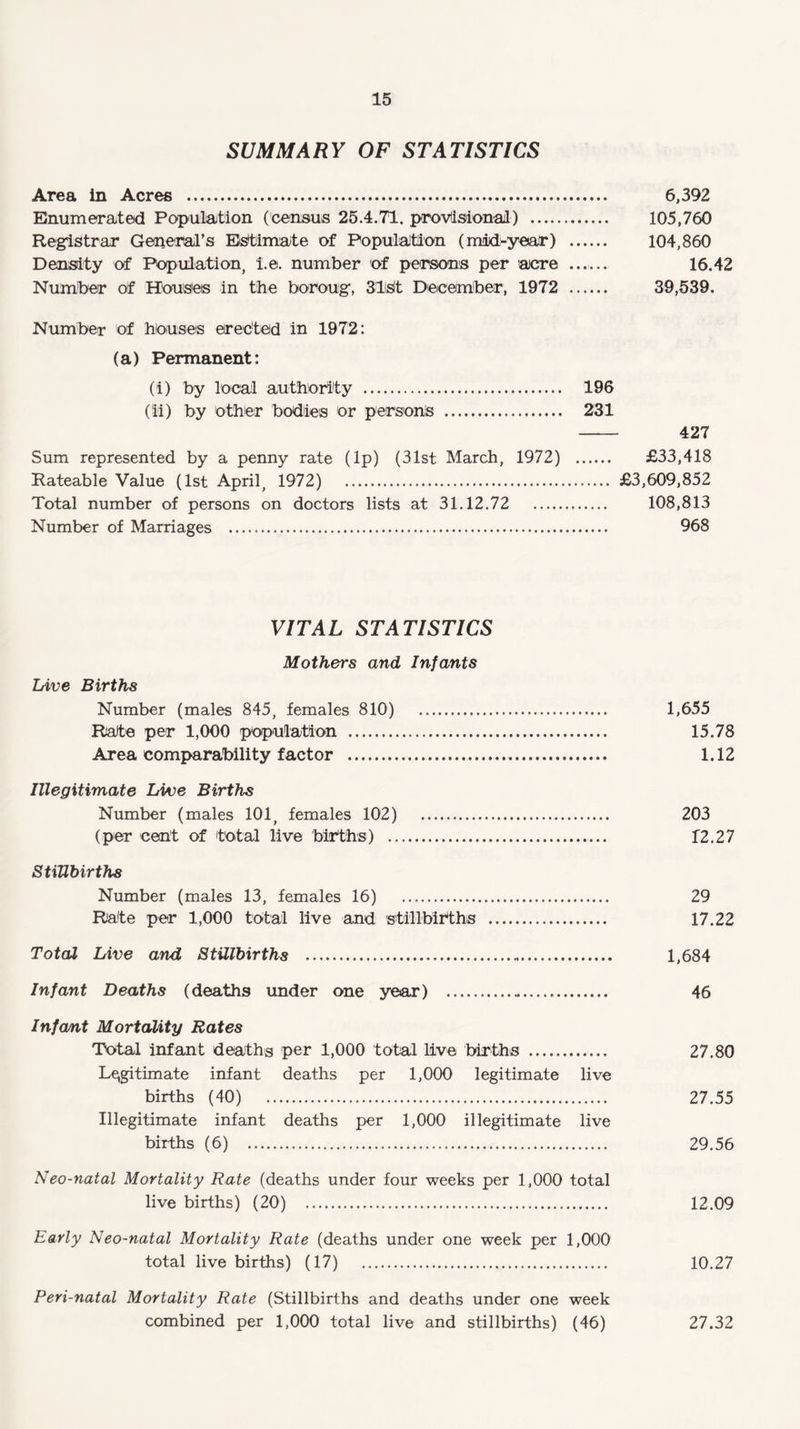 15
SUMMARY OF STATISTICS
Area in Acres ........ 6,392
Enumerated Population (census 25.4.71. provisional) ........ 105,760
Registrar General's Estimate of Population (mid-year) ...... 104,860
Density of Population, i.e. number of persons per acre ...... 16.42
Number of Houses in the boroug, 31st December, 1972 ...... 39,539.
Number of houses erected in 1972:
(a) Permanent:
(i) by local authority ........ 196
(ii) by other bodies or persons ........ 231
427
Sum represented by a penny rate (1p) (31st March, 1972) ...... £33,418
Rateable Value (1st April, 1972) ........ £3,609,852
Total number of persons on doctors lists at 31.12.72 ........ 108,813
Number of Marriages ........ 968
VITAL STATISTICS
Mothers and Infants
Live Births
Number (males 845, females 810) ........ 1,655
Rate per 1,000 population ........ 15.78
Area comparability factor ........ 1.12
Illegitimate Live Births
Number (males 101, females 102) ........ 203
(per cent of total live births) ........ 12.27
Stillbirths
Number (males 13, females 16) ........ 29
Rate per 1,000 total live and stillbirths ........ 17.22
Total Live and Stillbirths ........ 1,684
Infant Deaths (deaths under one year) ........ 46
Infant Mortality Rates
Total infant deaths per 1,000 total live births ........ 27.80
Legitimate infant deaths per 1,000 legitimate live
births (40) ........ 27.55
Illegitimate infant deaths per 1,000 illegitimate live
births (6) ........ 29.56
Neo-natal Mortality Rate (deaths under four weeks per 1,000 total
live births) (20) ........ 12.09
Early Neo-natal Mortality Rate (deaths under one week per 1,000
total live births) (17) ........ 10.27
Peri-natal Mortality Rate (Stillbirths and deaths under one week
combined per 1,000 total live and stillbirths) (46) 27.32